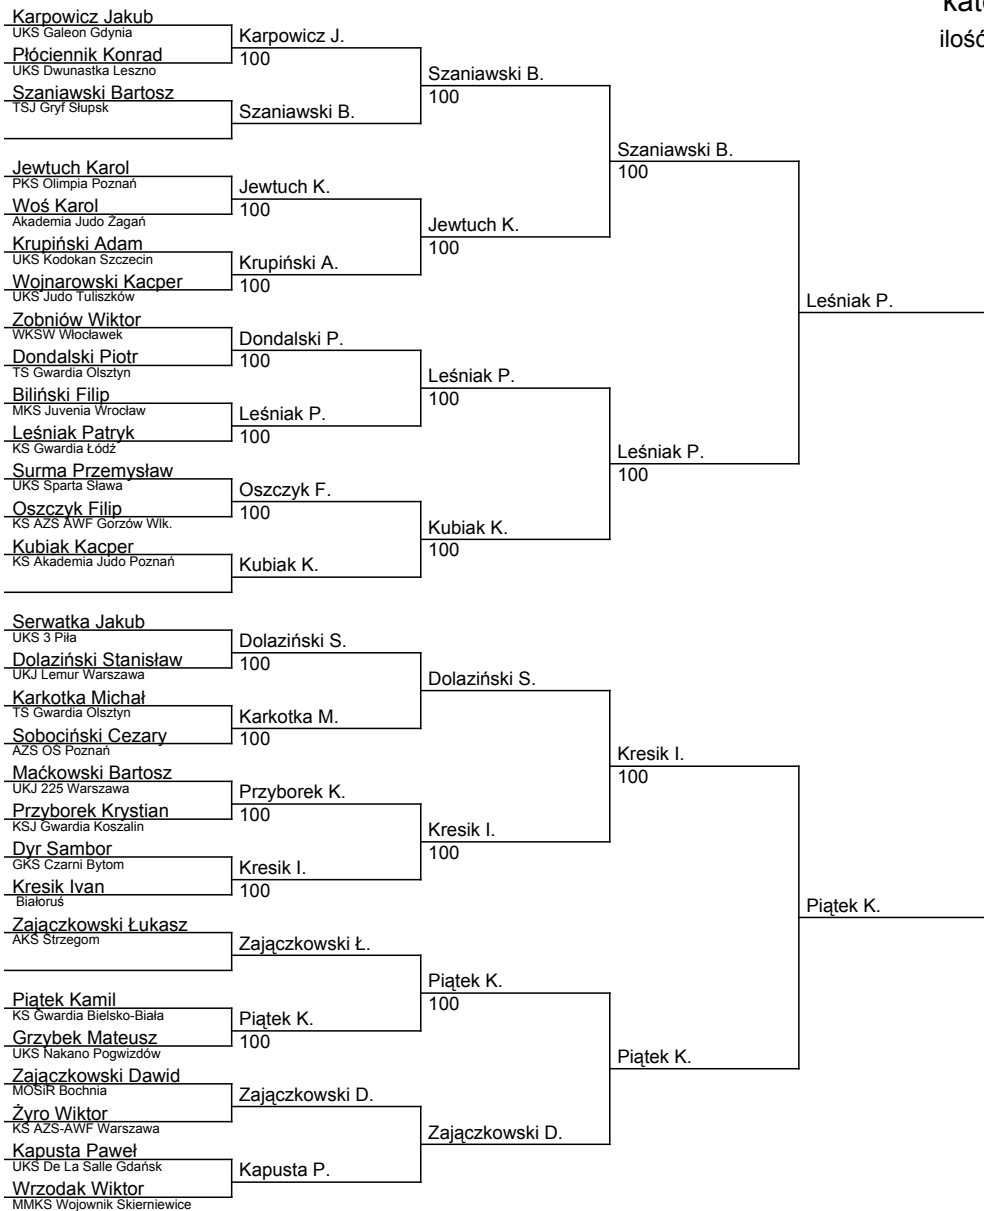 Karpowicz Jakub
UKS Galeon Gdynia
Płóciennik Konrad
UKS Dwunastka Leszno
Szaniawski Bartosz
TSJ Gryf Słupsk
Jewtuch Karol
PKS Olimpia Poznań
Woś Karol
Akademia Judo Żagań
Krupiński Adam
UKS Kodokan Szczecin
Wojnarowski Kacper
UKS Judo Tuliszków
Zobniów Wiktor
WKSW Włocławek
Dondalski Piotr
TS Gwardia Olsztyn
Biliński Filip
MKS Juvenia Wrocław
Leśniak Patryk
KS Gwardia Łódź
Surma Przemysław
UKS Sparta Sława
Oszczyk Filip
KS AZS AWF Gorzów Wlk.
Kubiak Kacper
KS Akademia Judo Poznań
Serwatka Jakub
UKS 3 Piła
Dolaziński Stanisław
UKJ Lemur Warszawa
Karkotka Michał
TS Gwardia Olsztyn
Sobociński Cezary
AZS OŚ Poznań
Maćkowski Bartosz
UKJ 225 Warszawa
Przyborek Krystian
KSJ Gwardia Koszalin
Dyr Sambor
GKS Czarni Bytom
Kresik Ivan
Białoruś
Zajączkowski Łukasz
AKS Strzegom
Piątek Kamil
KS Gwardia Bielsko-Biała
Grzybek Mateusz
UKS Nakano Pogwizdów
Zajączkowski Dawid
MOSiR Bochnia
Żyro Wiktor
KS AZS-AWF Warszawa
Kapusta Paweł
UKS De La Salle Gdańsk
Wrzodak Wiktor
MMKS Wojownik Skierniewice
Karpowicz J.
100
Szaniawski B.
Jewtuch K.
100
Krupiński A.
100
Dondalski P.
100
Leśniak P.
100
Oszczyk F.
100
Kubiak K.
Dolaziński S.
100
Karkotka M.
100
Przyborek K.
100
Kresik I.
100
Zajączkowski Ł.
Piątek K.
100
Zajączkowski D.
Kapusta P.
Szaniawski B.
100
Jewtuch K.
100
Leśniak P.
100
Kubiak K.
100
Dolaziński S.
Kresik I.
100
Piątek K.
100
Zajączkowski D.
Szaniawski B.
100
Leśniak P.
100
Kresik I.
100
Piątek K.
Leśniak P.
Piątek K.
ilość